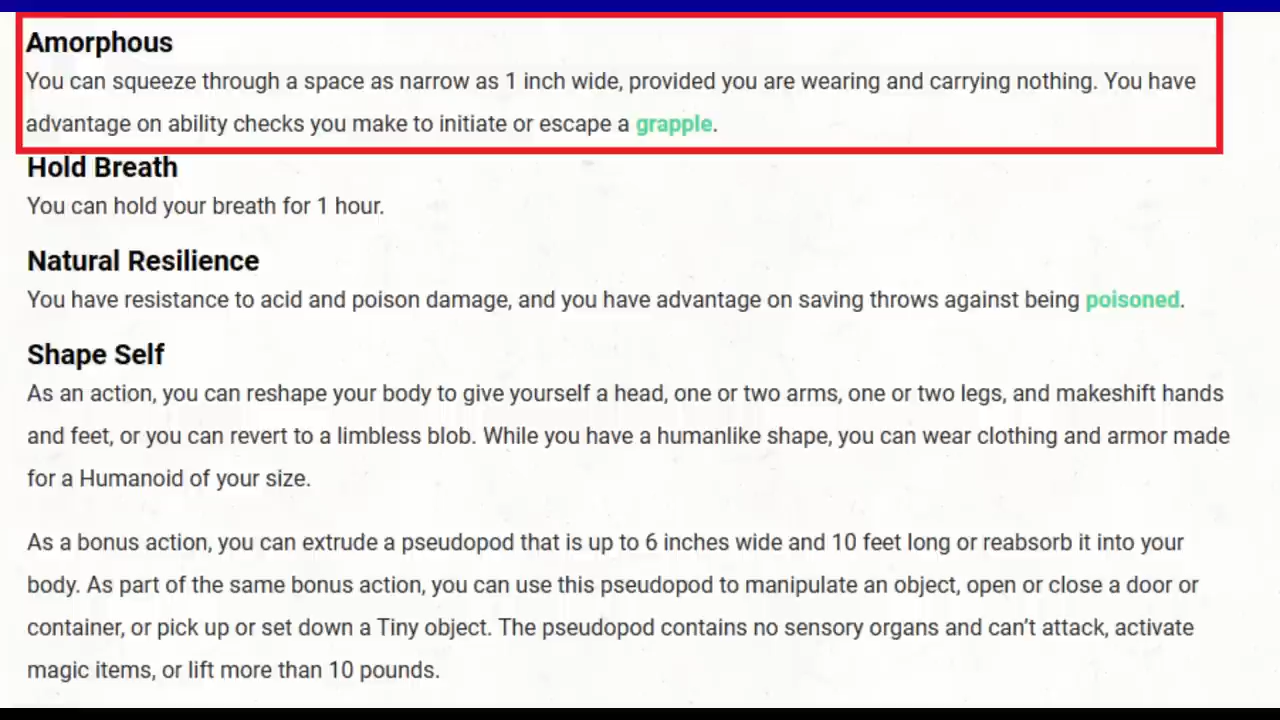 Amorphous
You can squeeze through a space as narrow as 1 inch wide, provided you are wearing and carrying nothing. You have
advantage on ability checks you make to initiate or escape a grapple.
Hold Breath
You can hold your breath for 1 hour.
Natural Resilience
You have resistance to acid and poison damage, and you have advantage on saving throws against being poisoned.
Shape Self
As an action, you can reshape your body to give yourself a head, one or two arms, one or two legs, and makeshift hands
and feet, or you can revert to a limbless blob. While you have a humanlike shape, you can wear clothing and armor made
for a Humanoid of your size.
As a bonus action, you can extrude a pseudopod that is up to 6 inches wide and 10 feet long or reabsorb it into your
body. As part of the same bonus action, you can use this pseudopod to manipulate an object, open or close a door or
container, or pick up or set down a Tiny object. The pseudopod contains no sensory organs and can’t attack, activate
magic items, or lift more than 10 pounds.